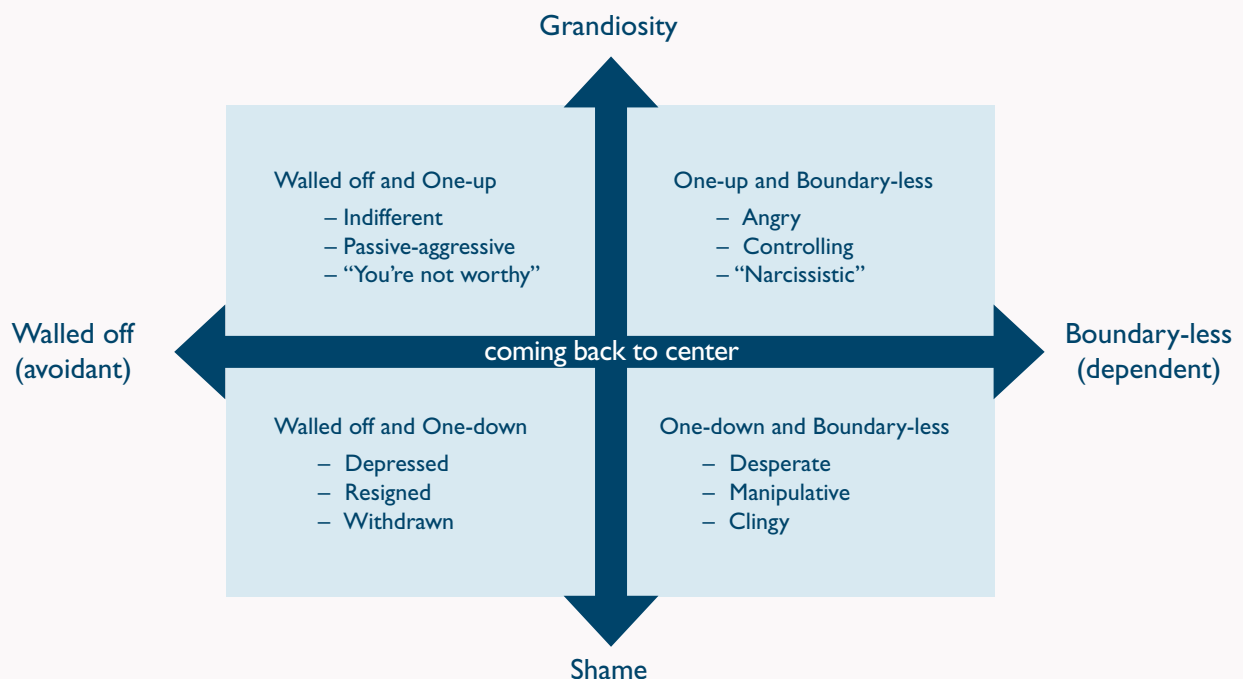 Grandiosity
Walled off and One-up
– Indifferent
– Passive-aggressive
– “You’re not worthy”
One-up and Boundary-less
– Angry
– Controlling
– “Narcissistic”
Walled off
(avoidant)
coming back to center
Boundary-less
(dependent)
Walled off and One-down
– Depressed
– Resigned
– Withdrawn
One-down and Boundary-less
– Desperate
– Manipulative
– Clingy
Shame